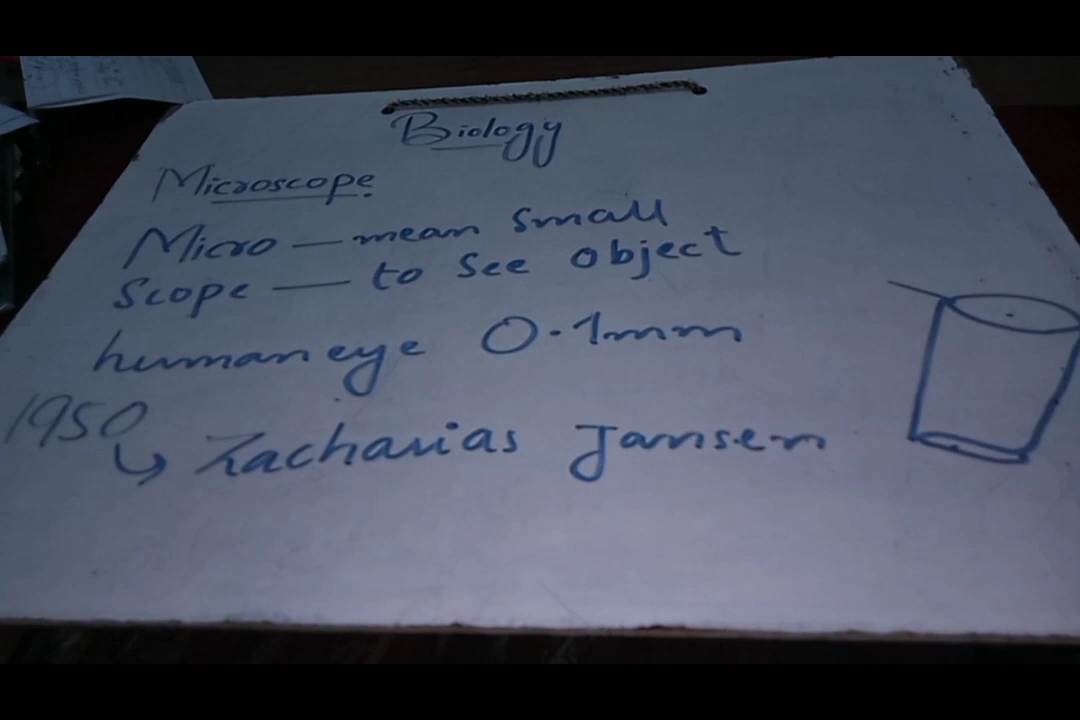 Biology
Microscope
Micro — mean small
Scope — to see object
human eye 0.1mm
1950
↳ Zacharias Jansen